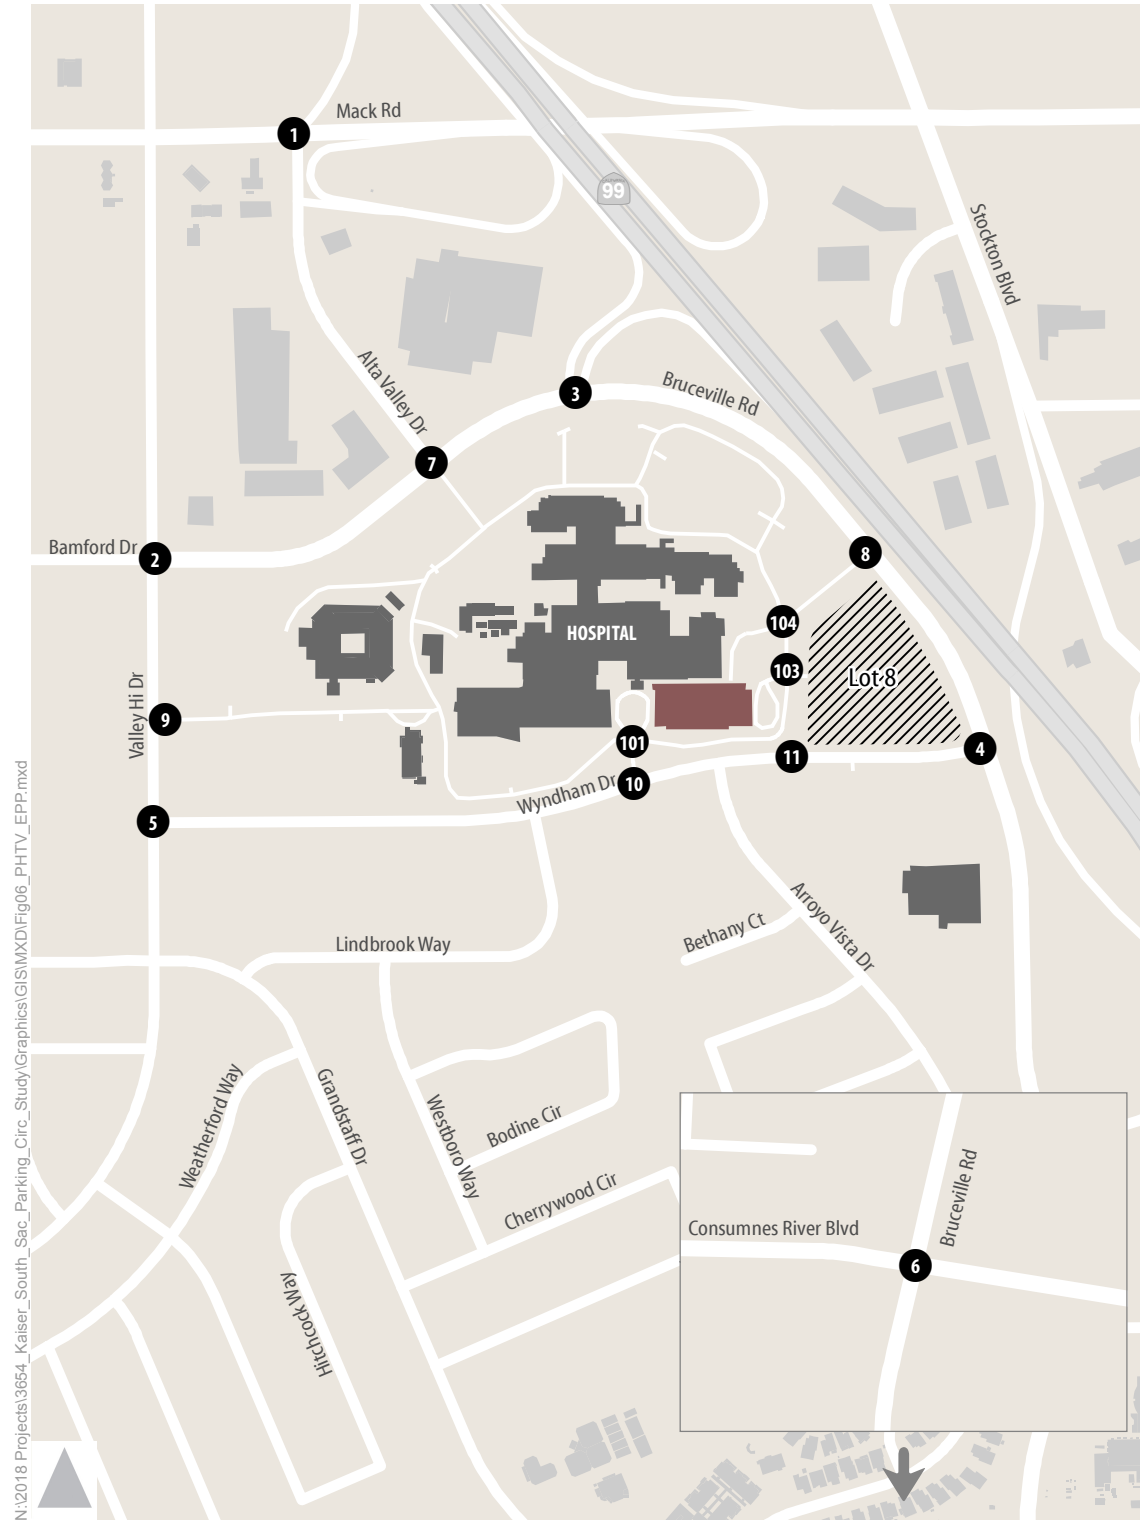 Mack Rd
1
99
Stockton Blvd
Alta Valley Dr
3
Bruceville Rd
7
Bamford Dr
2
8
104
HOSPITAL
103
Lot 8
Valley Hi Dr
9
101
11
4
10
Wyndham Dr
5
Arroyo Vista Dr
Bethany Ct
Lindbrook Way
Weatherford Way
Grandstaff Dr
Westboro Way
Bodine Cir
Cherrywood Cir
Hitchcock Way
Bruceville Rd
Consumnes River Blvd
6
N:\2018 Projects\3654_Kaiser_South_Sac_Parking_Circ_Study\Graphics\GIS\MXD\Fig06_PHTV_EPP.mxd